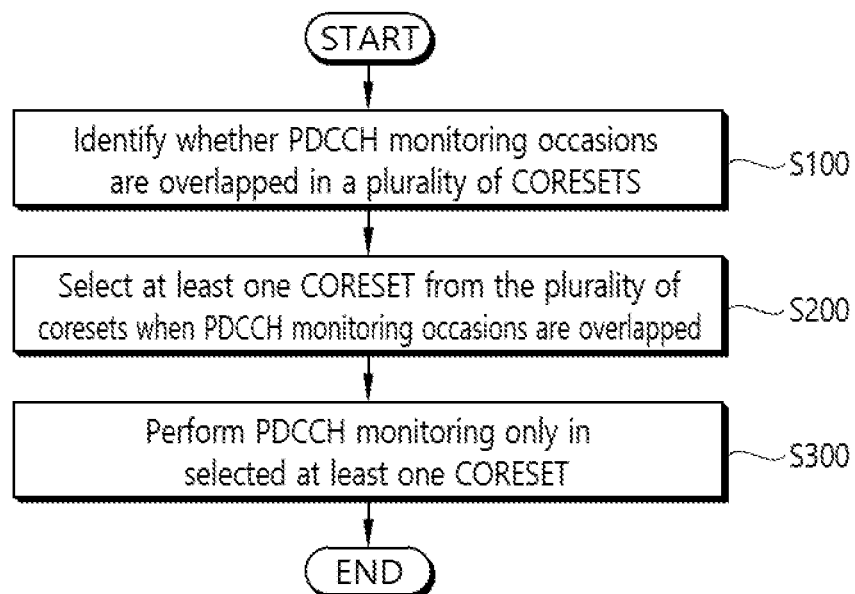 START
Identify whether PDCCH monitoring occasions
are overlapped in a plurality of CORESETS
S100
Select at least one CORESET from the plurality of
coresets when PDCCH monitoring occasions are overlapped
S200
Perform PDCCH monitoring only in
selected at least one CORESET
S300
END